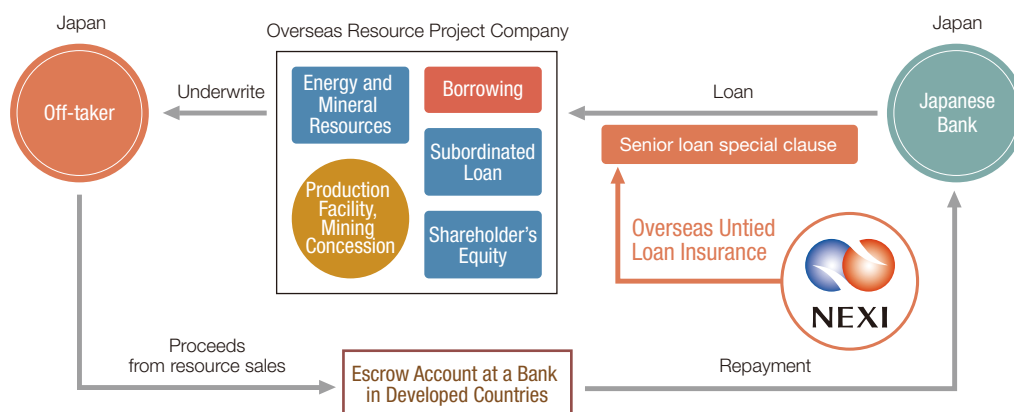 Japan
Off-taker
Underwrite
Overseas Resource Project Company
Energy and
Mineral
Resources
Production
Facility,
Mining
Concession
Borrowing
Subordinated
Loan
Shareholder's
Equity
Loan
Senior loan special clause
Overseas Untied
Loan Insurance
NEXI
Japan
Japanese
Bank
Proceeds
from resource sales
Escrow Account at a Bank
in Developed Countries
Repayment